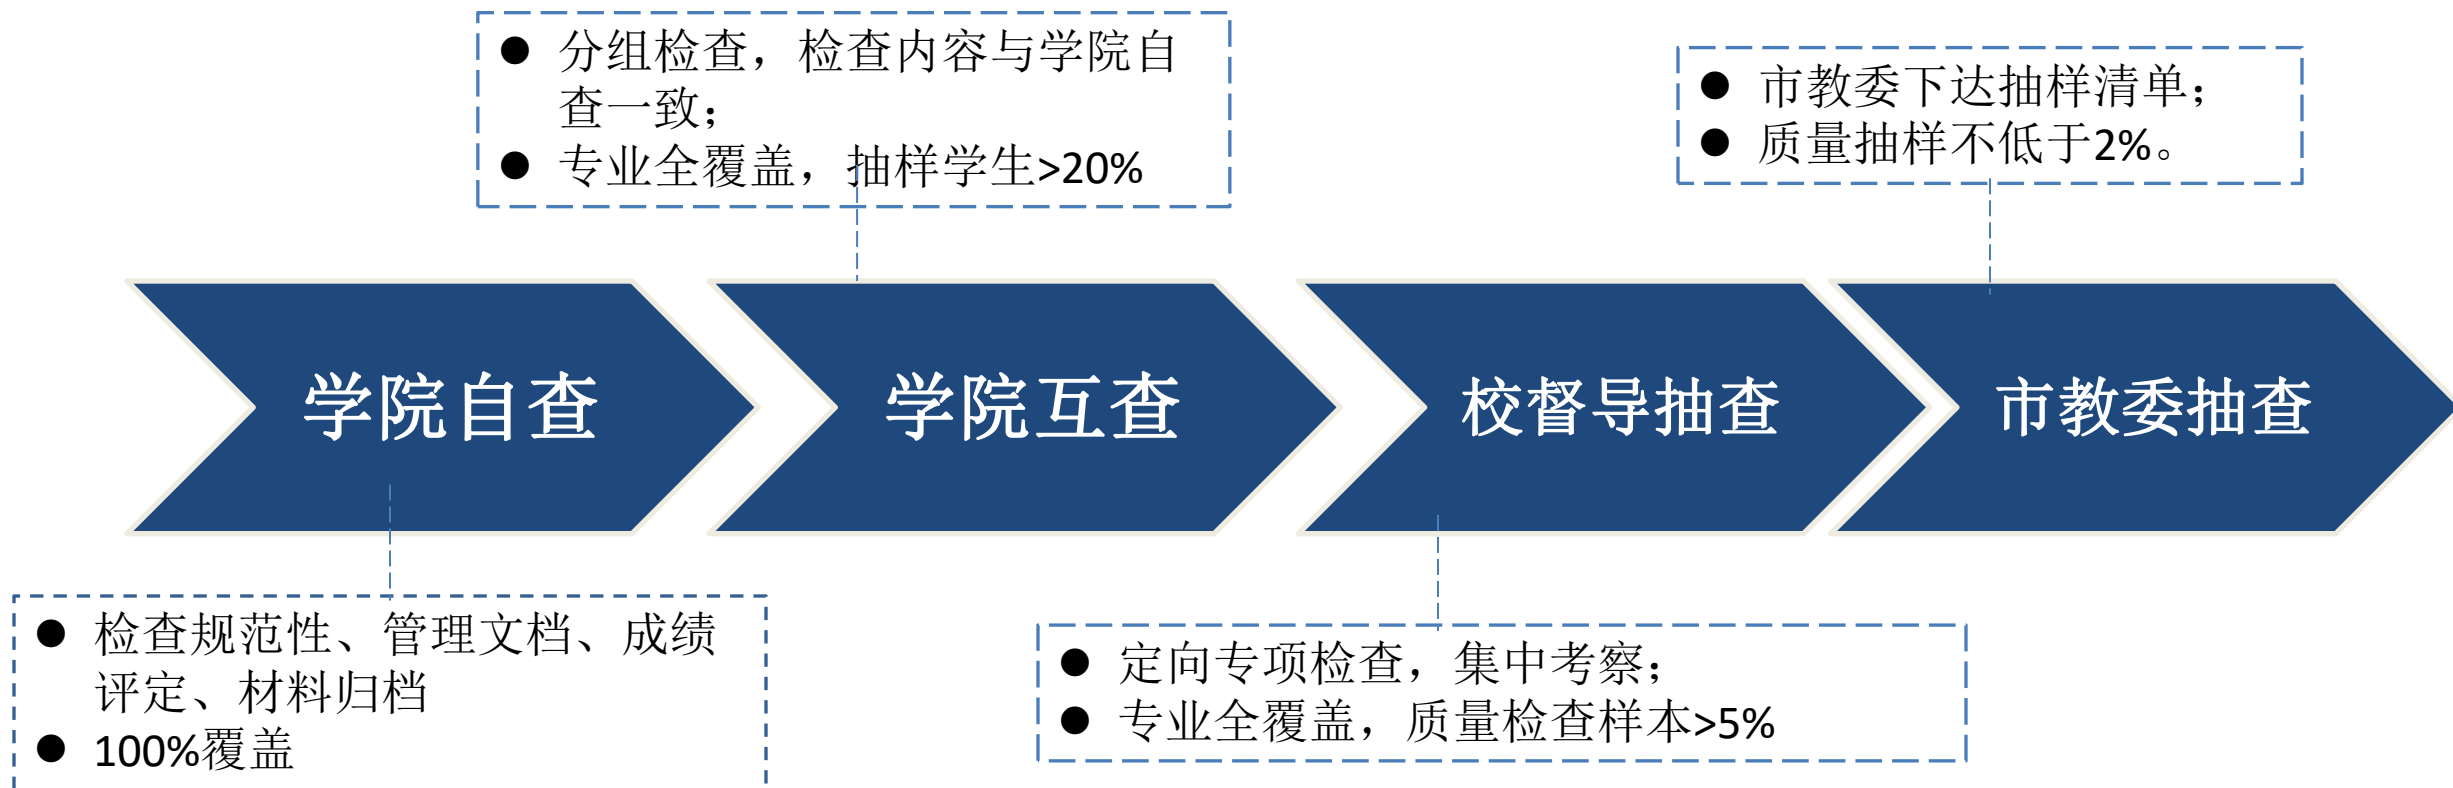 ● 分组检查，检查内容与学院自
查一致；
● 专业全覆盖，抽样学生>20%
● 市教委下达抽样清单；
● 质量抽样不低于2%。
学院自查
学院互查
校督导抽查
市教委抽查
● 检查规范性、管理文档、成绩
评定、材料归档
● 100%覆盖
● 定向专项检查，集中考察；
● 专业全覆盖，质量检查样本>5%